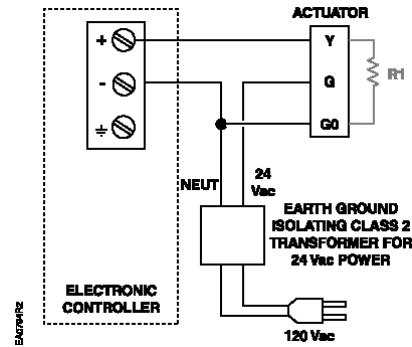 ACTUATOR
+
-
Y
G
G0
R1
NEUT
24
Vac
EARTH GROUND
ISOLATING CLASS 2
TRANSFORMER FOR
24 Vac POWER
ELECTRONIC
CONTROLLER
120 Vac
EA0794R2